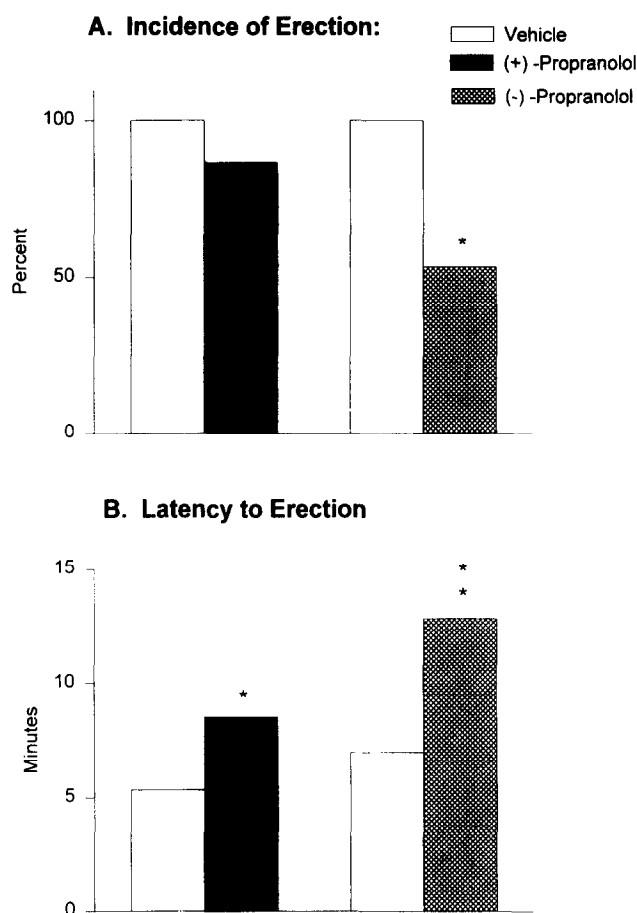 A. Incidence of Erection:
Vehicle
(+) -Propranolol
(-) -Propranolol
100
50
0
Percent
*
B. Latency to Erection
15
10
5
0
Minutes
*
*
*